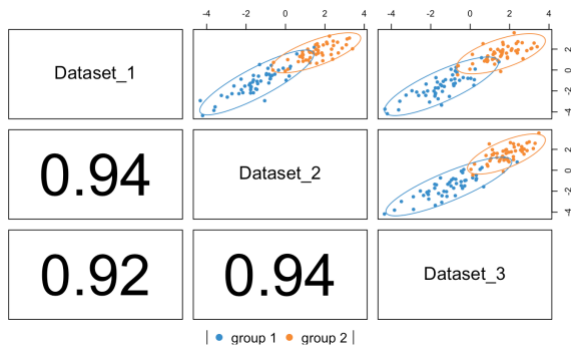 -4 -2 0 2 4 -4 -2 0 2 4
Dataset_1
-4 -2 0 2
0.94
Dataset_2
-4 -2 0 2
0.92
0.94
Dataset_3
group 1 group 2